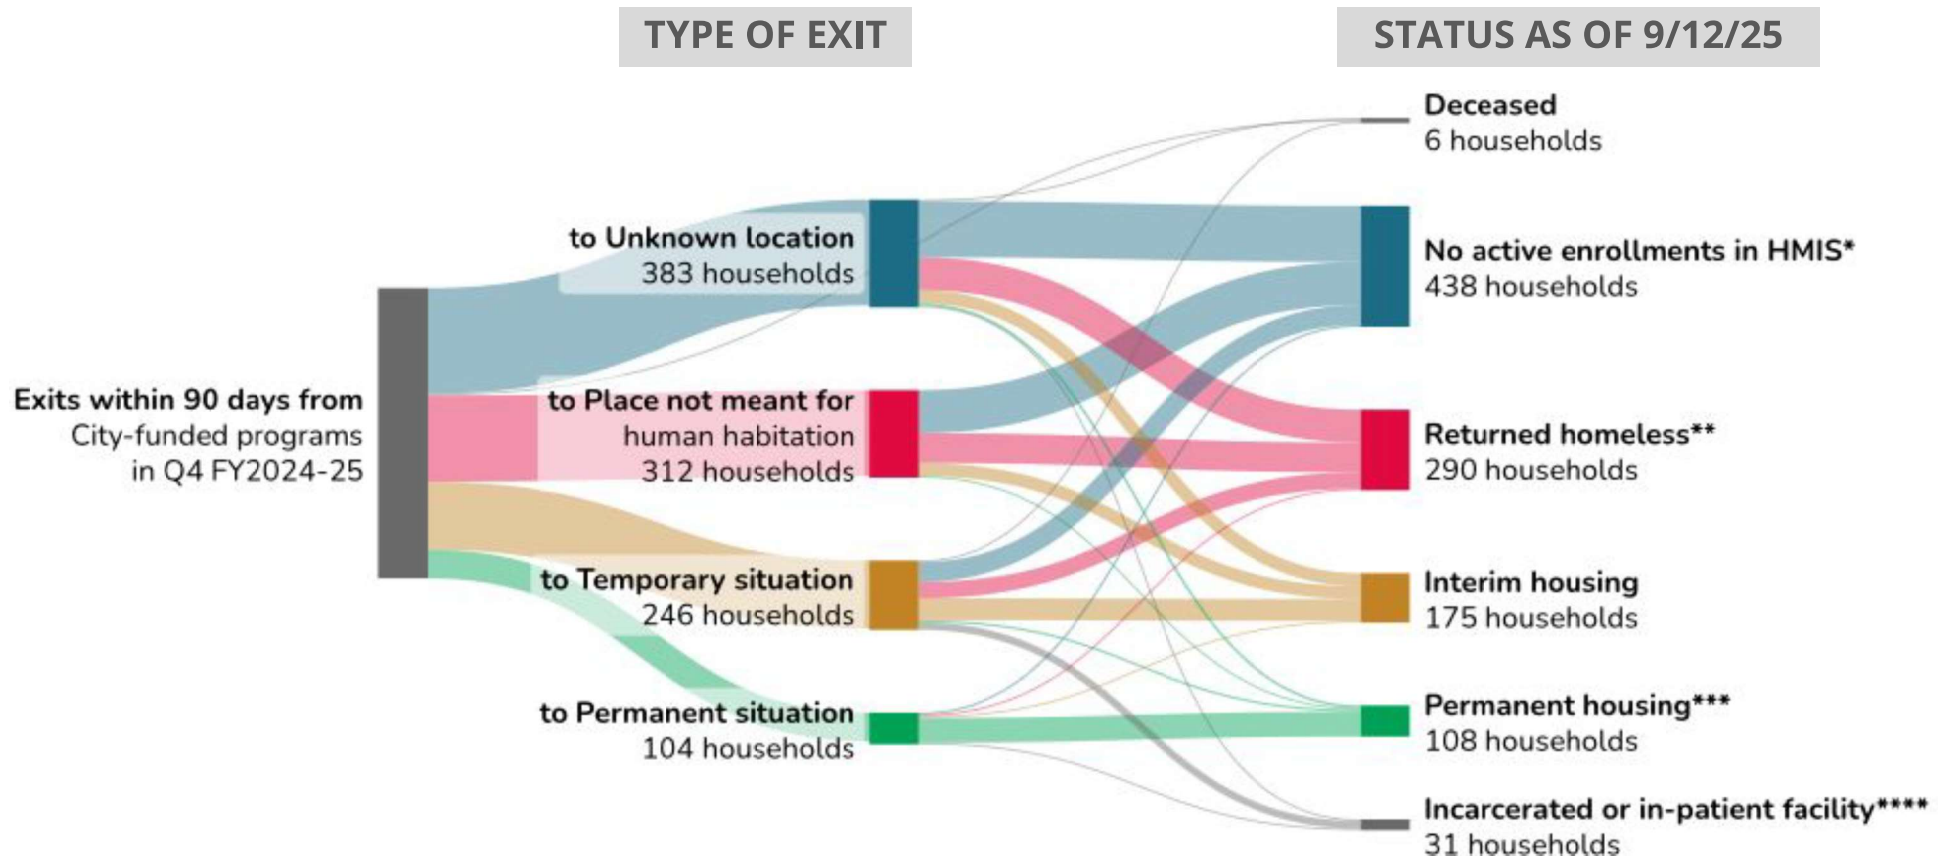 TYPE OF EXIT
STATUS AS OF 9/12/25
Exits within 90 days from
City-funded programs
in Q4 FY2024-25
to Unknown location
383 households
to Place not meant for
human habitation
312 households
to Temporary situation
246 households
to Permanent situation
104 households
Deceased
6 households
No active enrollments in HMIS*
438 households
Returned homeless**
290 households
Interim housing
175 households
Permanent housing***
108 households
Incarcerated or in-patient facility****
31 households